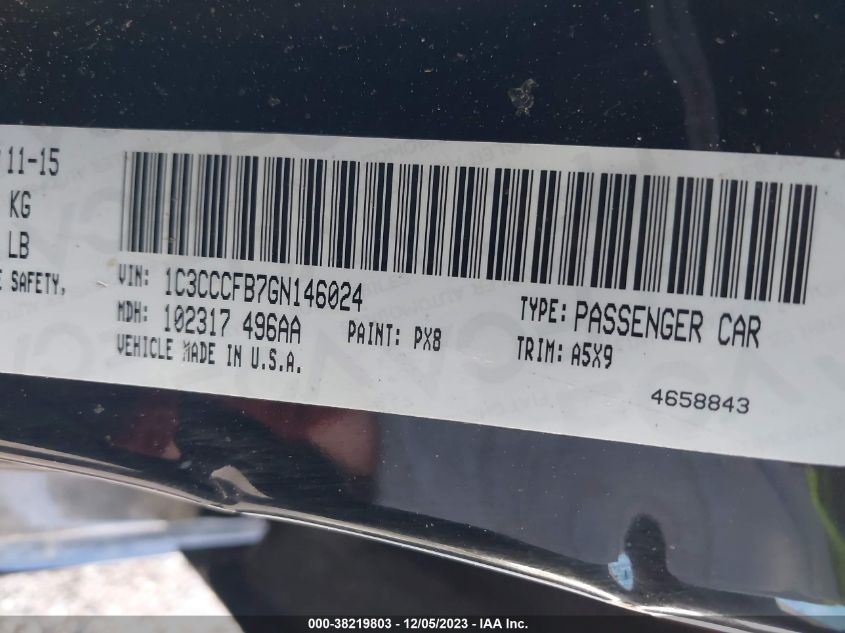 11-15
KG
LB
E SAFETY,
VIN: 1C3CCCFB7GN146024
MDH: 102317 496AA
PAINT: PX8
VEHICLE MADE IN U.S.A.
TYPE: PASSENGER CAR
TRIM: A5X9
4658843
000-38219803 - 12/05/2023 - IAA Inc.